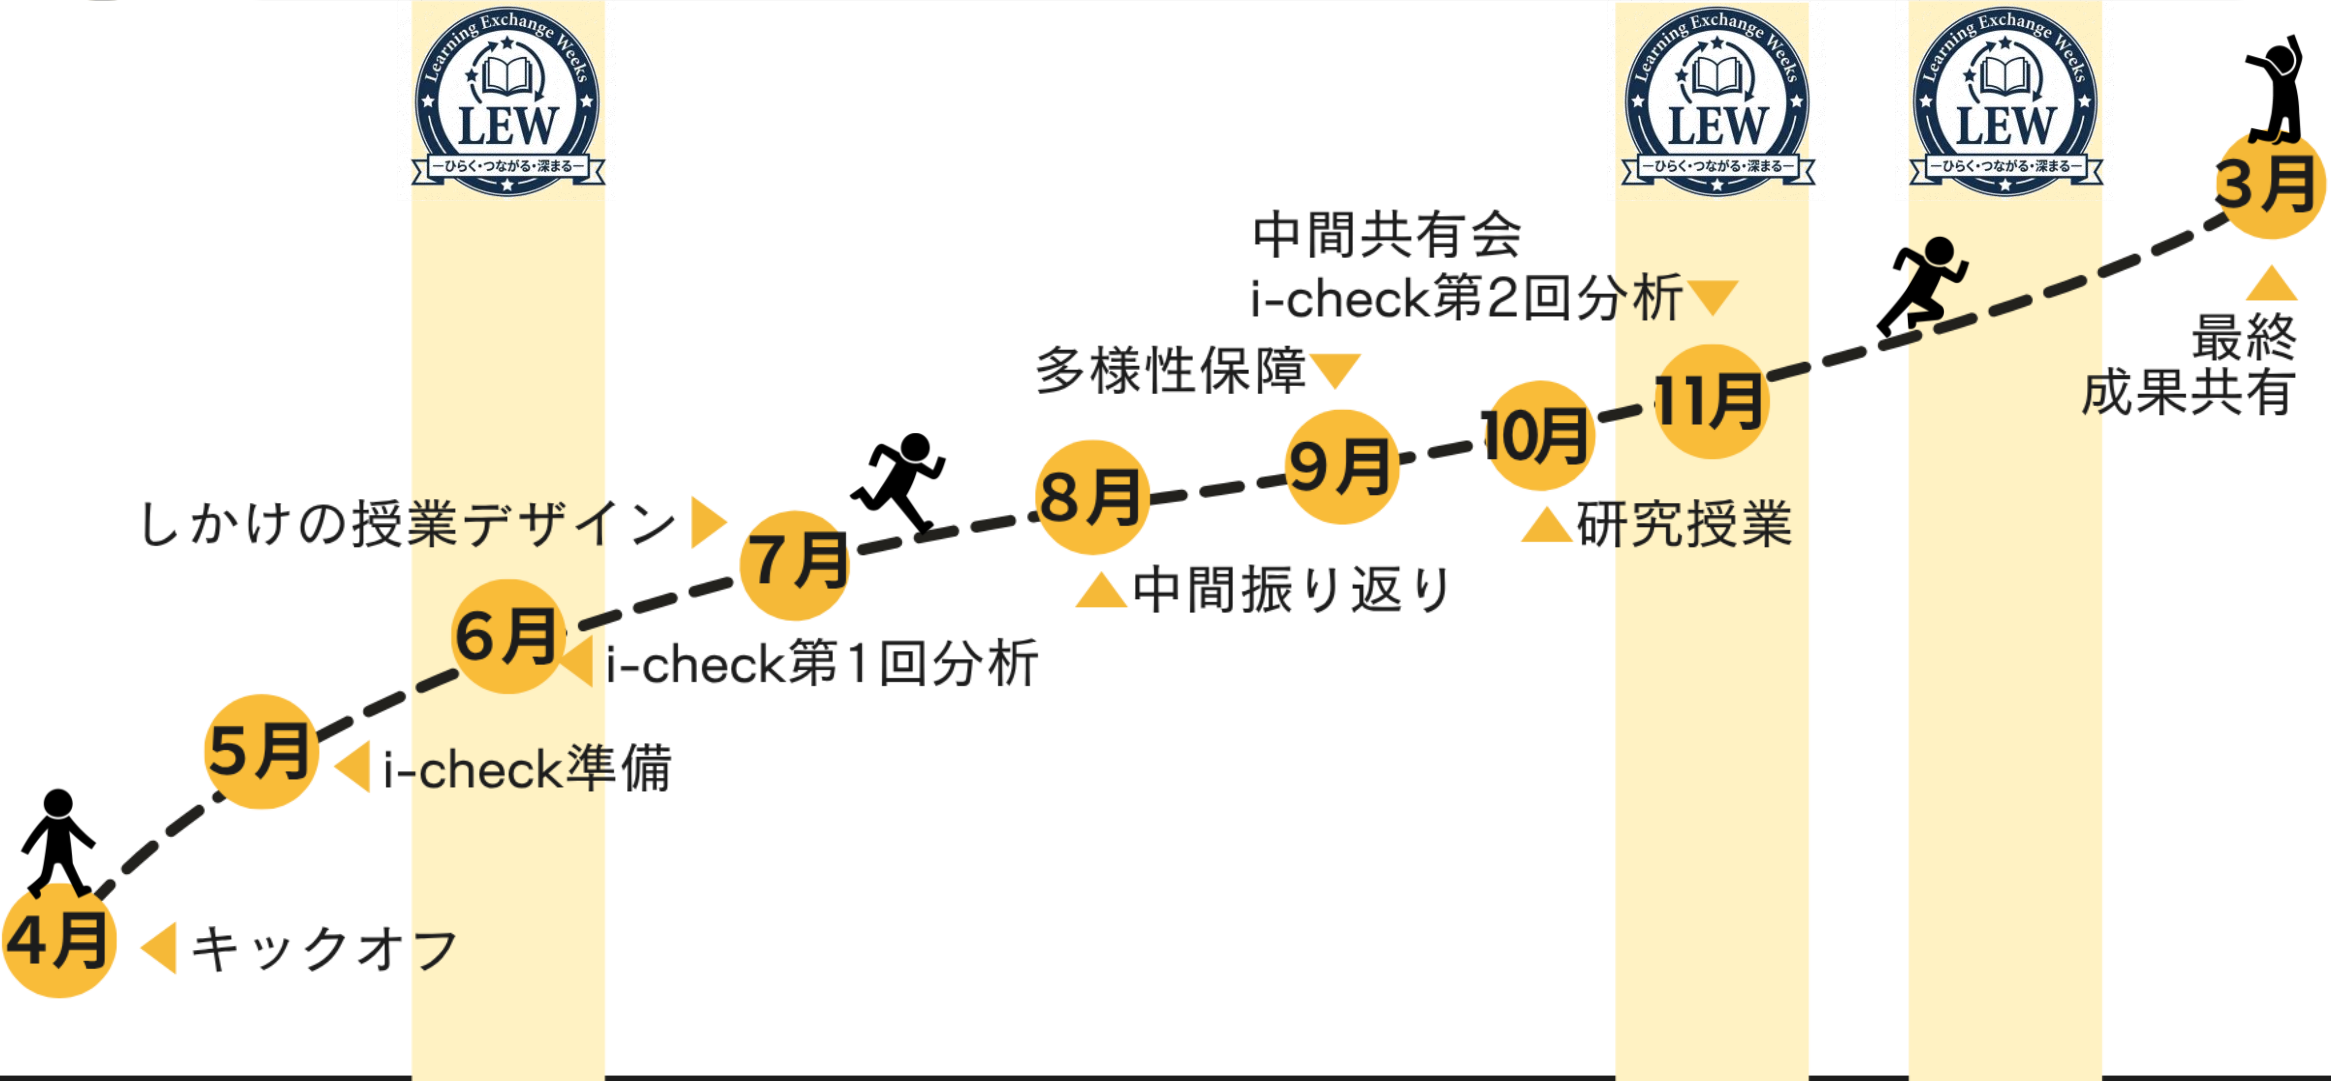 Learning Exchange Weeks
LEW
ーひらく・つながる・深まるー
Learning Exchange Weeks
LEW
ーひらく・つながる・深まるー
Learning Exchange Weeks
LEW
ーひらく・つながる・深まるー
3月
最終
成果共有
中間共有会
i-check第2回分析
11月
多様性保障
9月
10月
研究授業
8月
中間振り返り
しかけの授業デザイン
7月
6月
i-check第1回分析
5月
i-check準備
4月
キックオフ